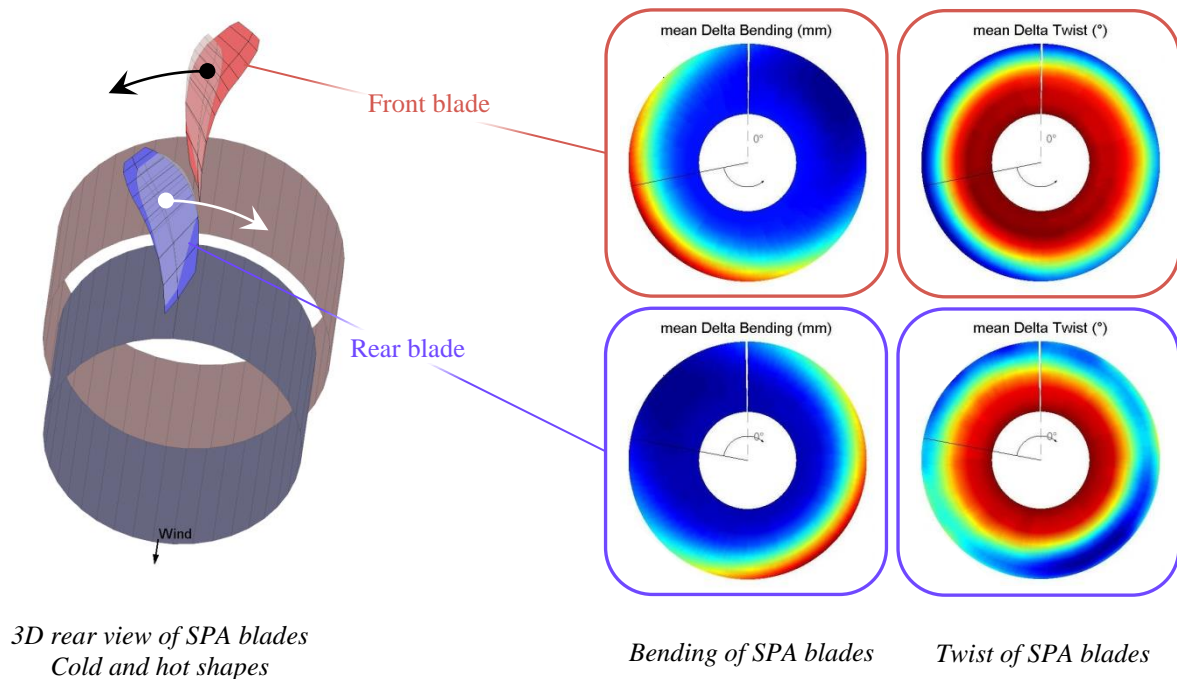 mean Delta Bending (mm)
mean Delta Twist (°)
Front blade
0°
0°
mean Delta Bending (mm)
mean Delta Twist (°)
Rear blade
0°
0°
Wind
3D rear view of SPA blades
Cold and hot shapes
Bending of SPA blades
Twist of SPA blades